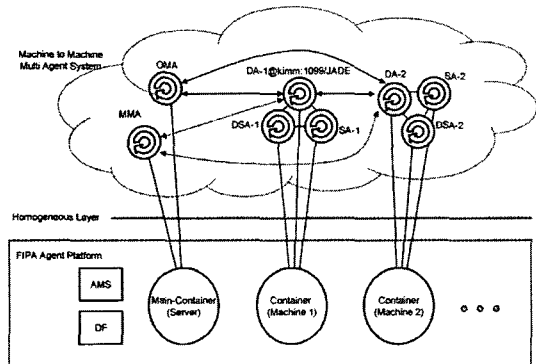 Machine to Machine
Multi Agent System
OMA
DA-1@kimm:1099/JADE
DA-2
SA-2
MMA
DSA-1
SA-1
DSA-2
Homogeneous Layer
FIPA Agent Platform
AMS
DF
Main-Container
(Server)
Container
(Machine 1)
Container
(Machine 2)